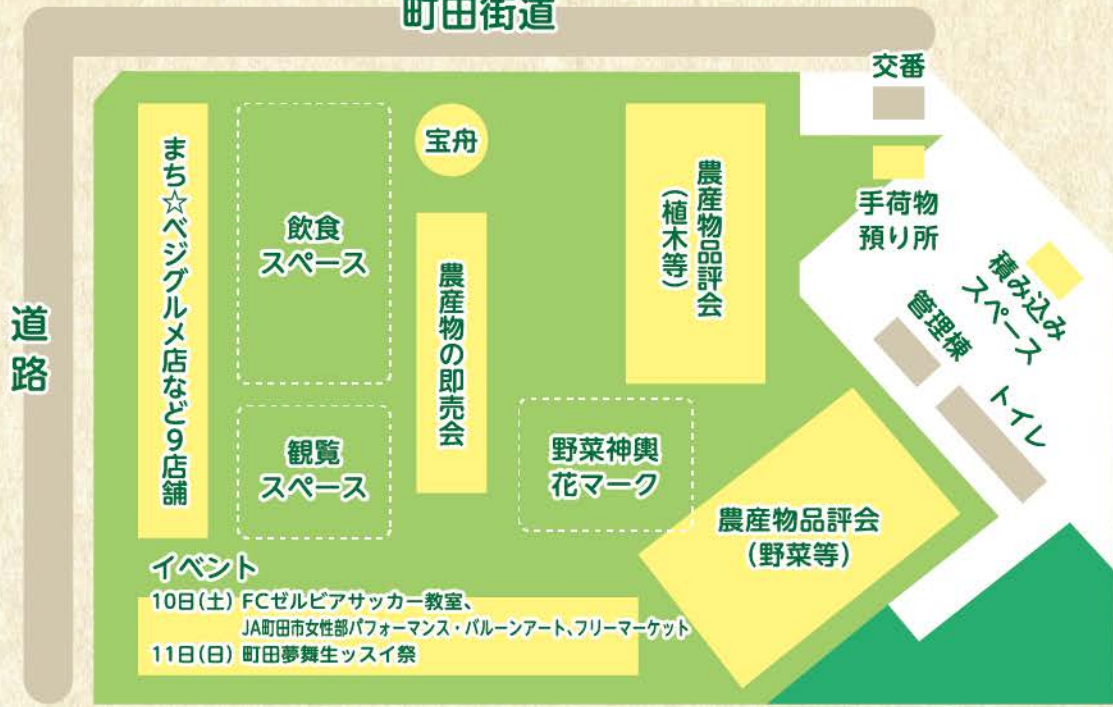 町田街道
道路
まち☆ベジグルメ店など9店舗
飲食
スペース
観覧
スペース
宝舟
農産物の即売会
農産物品評会
(植木等)
野菜神輿
花マーク
農産物品評会
(野菜等)
交番
手荷物
預り所
積み込み
スペース
管理棟
トイレ
イベント
10日(土) FCゼルビアサッカー教室、
JA町田市女性部パフォーマンス・バルーンアート、フリーマーケット
11日(日) 町田夢舞生ッスイ祭